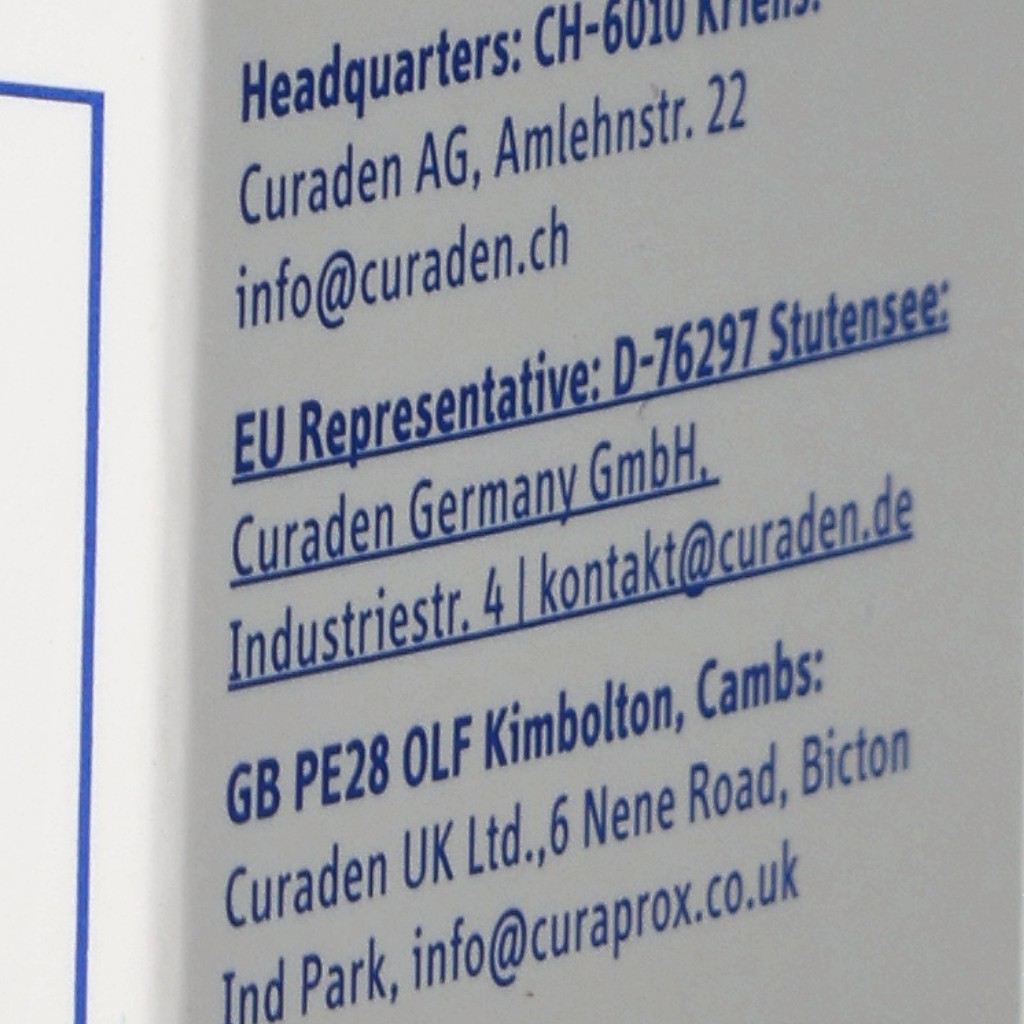 Headquarters: CH-6010 Kriens:
Curaden AG, Amlehnstr. 22
info@curaden.ch
EU Representative: D-76297 Stutensee:
Curaden Germany GmbH,
Industriestr. 4 | kontakt@curaden.de
GB PE28 OLF Kimbolton, Cambs:
Curaden UK Ltd.,6 Nene Road, Bicton
Ind Park, info@curaprox.co.uk